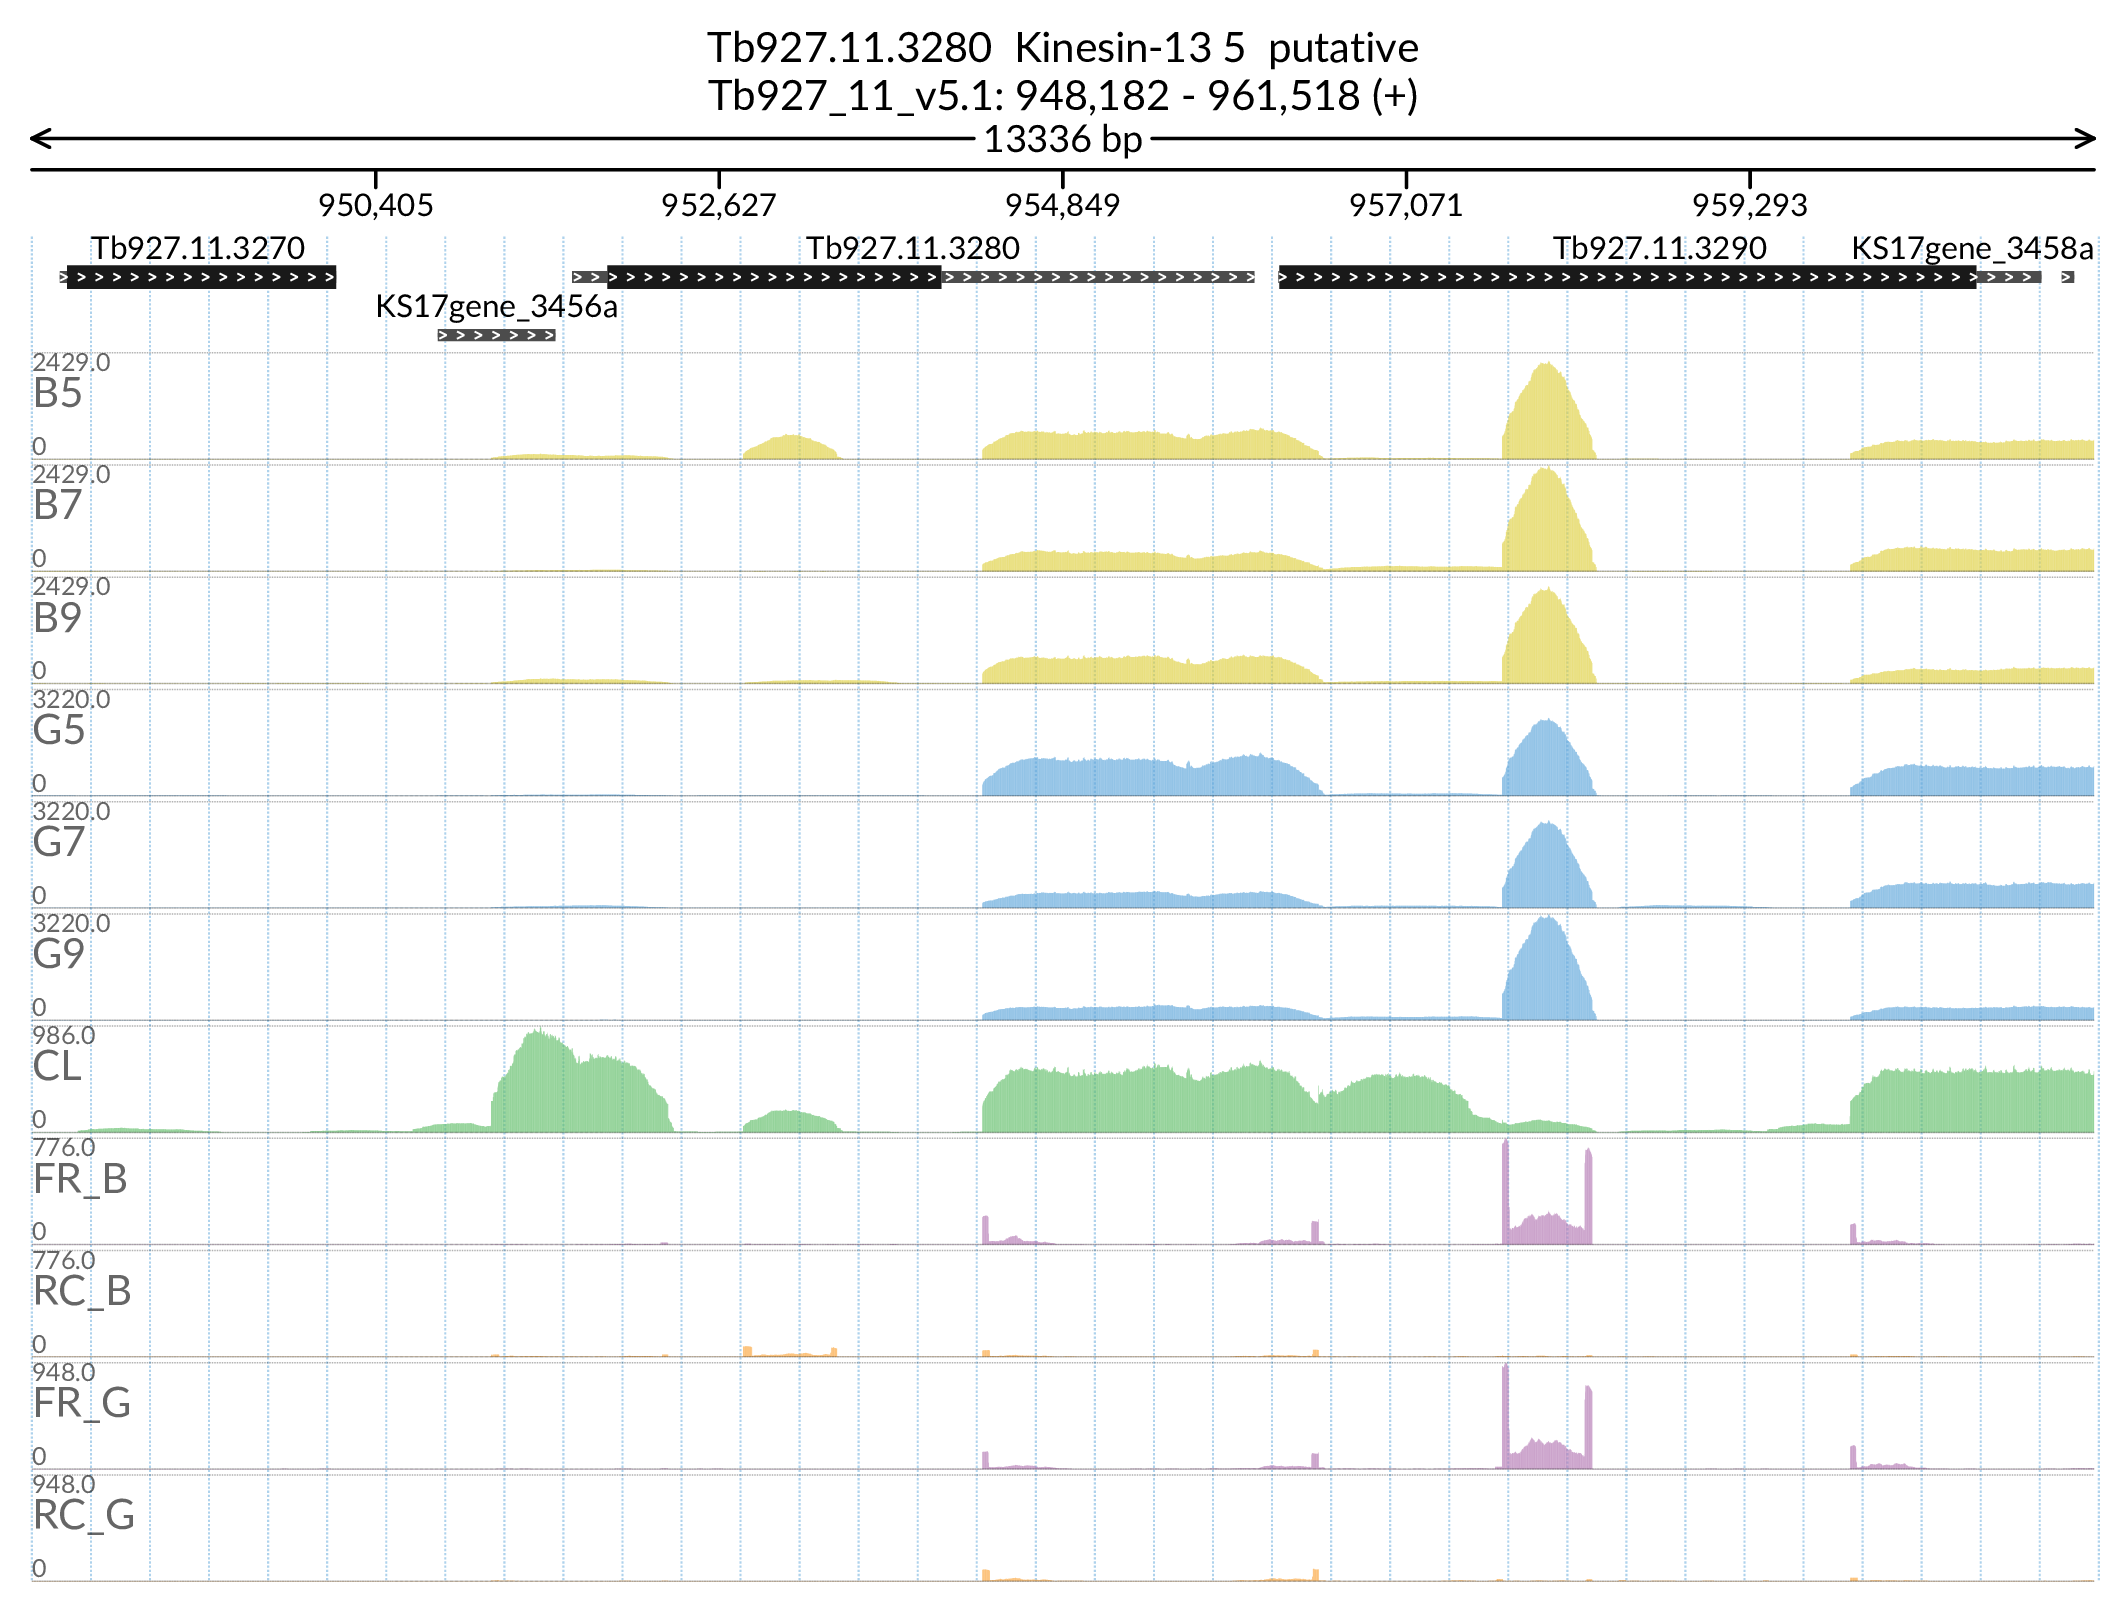 Tb927.11.3280  Kinesin-13 5  putative
Tb927_11_v5.1: 948,182 - 961,518 (+)
13336 bp
950,405 952,627 954,849 957,071 959,293
Tb927.11.3270 Tb927.11.3280 Tb927.11.3290 KS17gene_3458a
KS17gene_3456a
2429.0
B5
0
2429.0
B7
0
2429.0
B9
0
3220.0
G5
0
3220.0
G7
0
3220.0
G9
0
986.0
CL
0
776.0
FR_B
0
776.0
RC_B
0
948.0
FR_G
0
948.0
RC_G
0